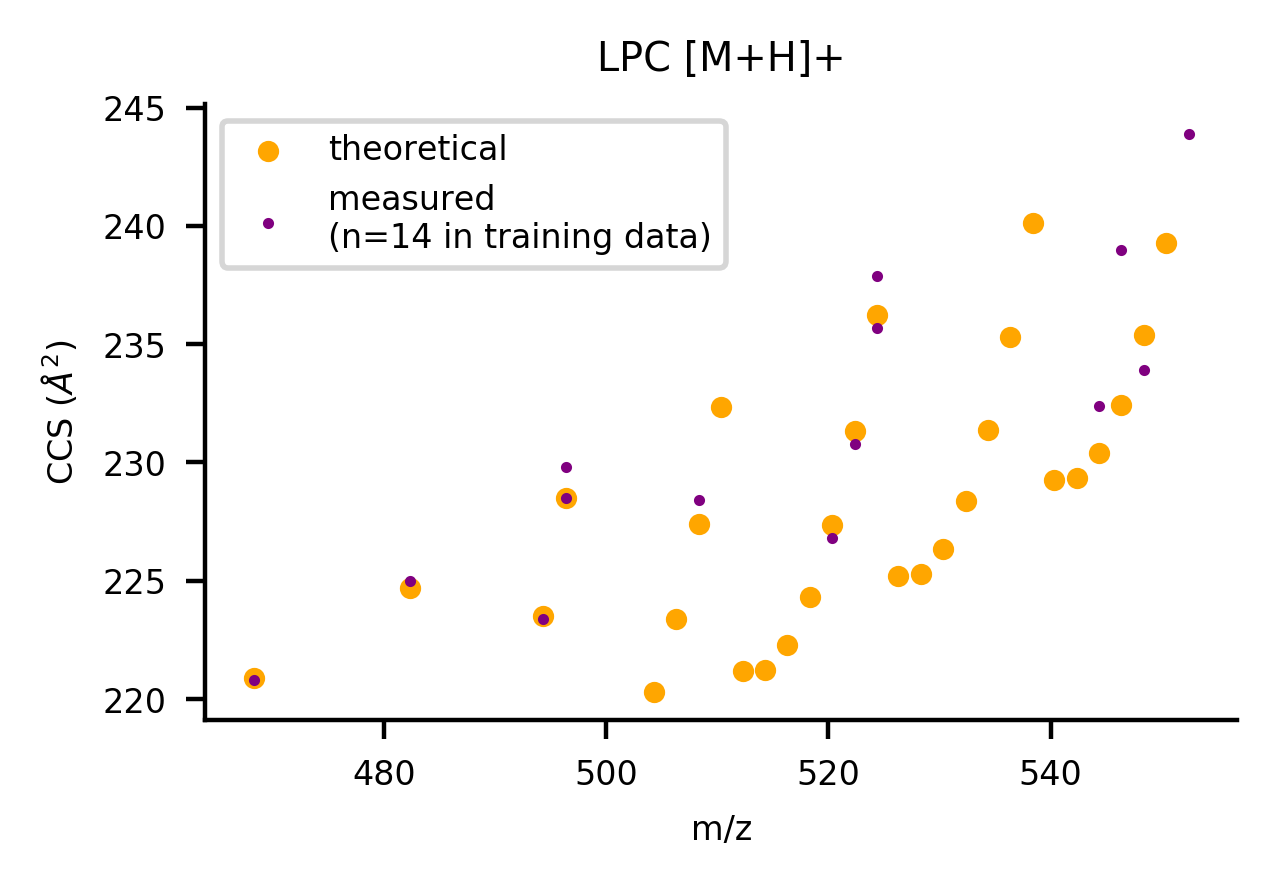 LPC [M+H]+
theoretical
measured
(n=14 in training data)
CCS (Å²)
245
240
235
230
225
220
480
500
520
540
m/z